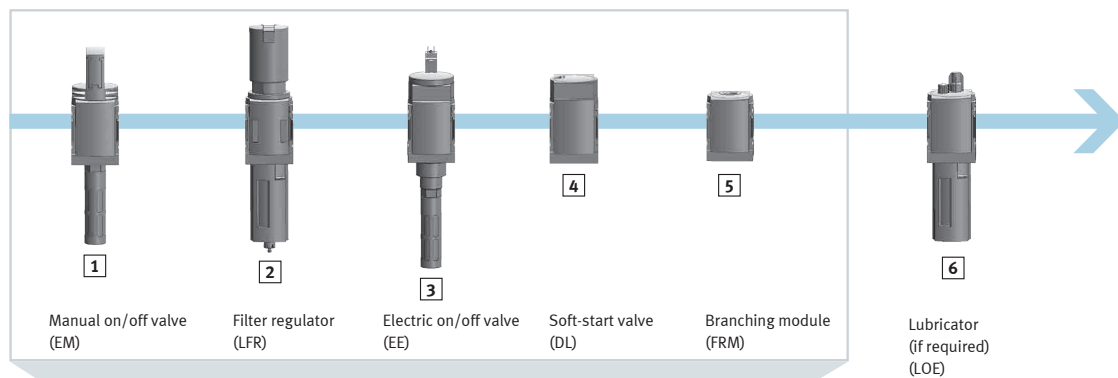 1
2
3
4
5
6
Manual on/off valve
(EM)
Filter regulator
(LFR)
Electric on/off valve
(EE)
Soft-start valve
(DL)
Branching module
(FRM)
Lubricator
(if required)
(LOE)